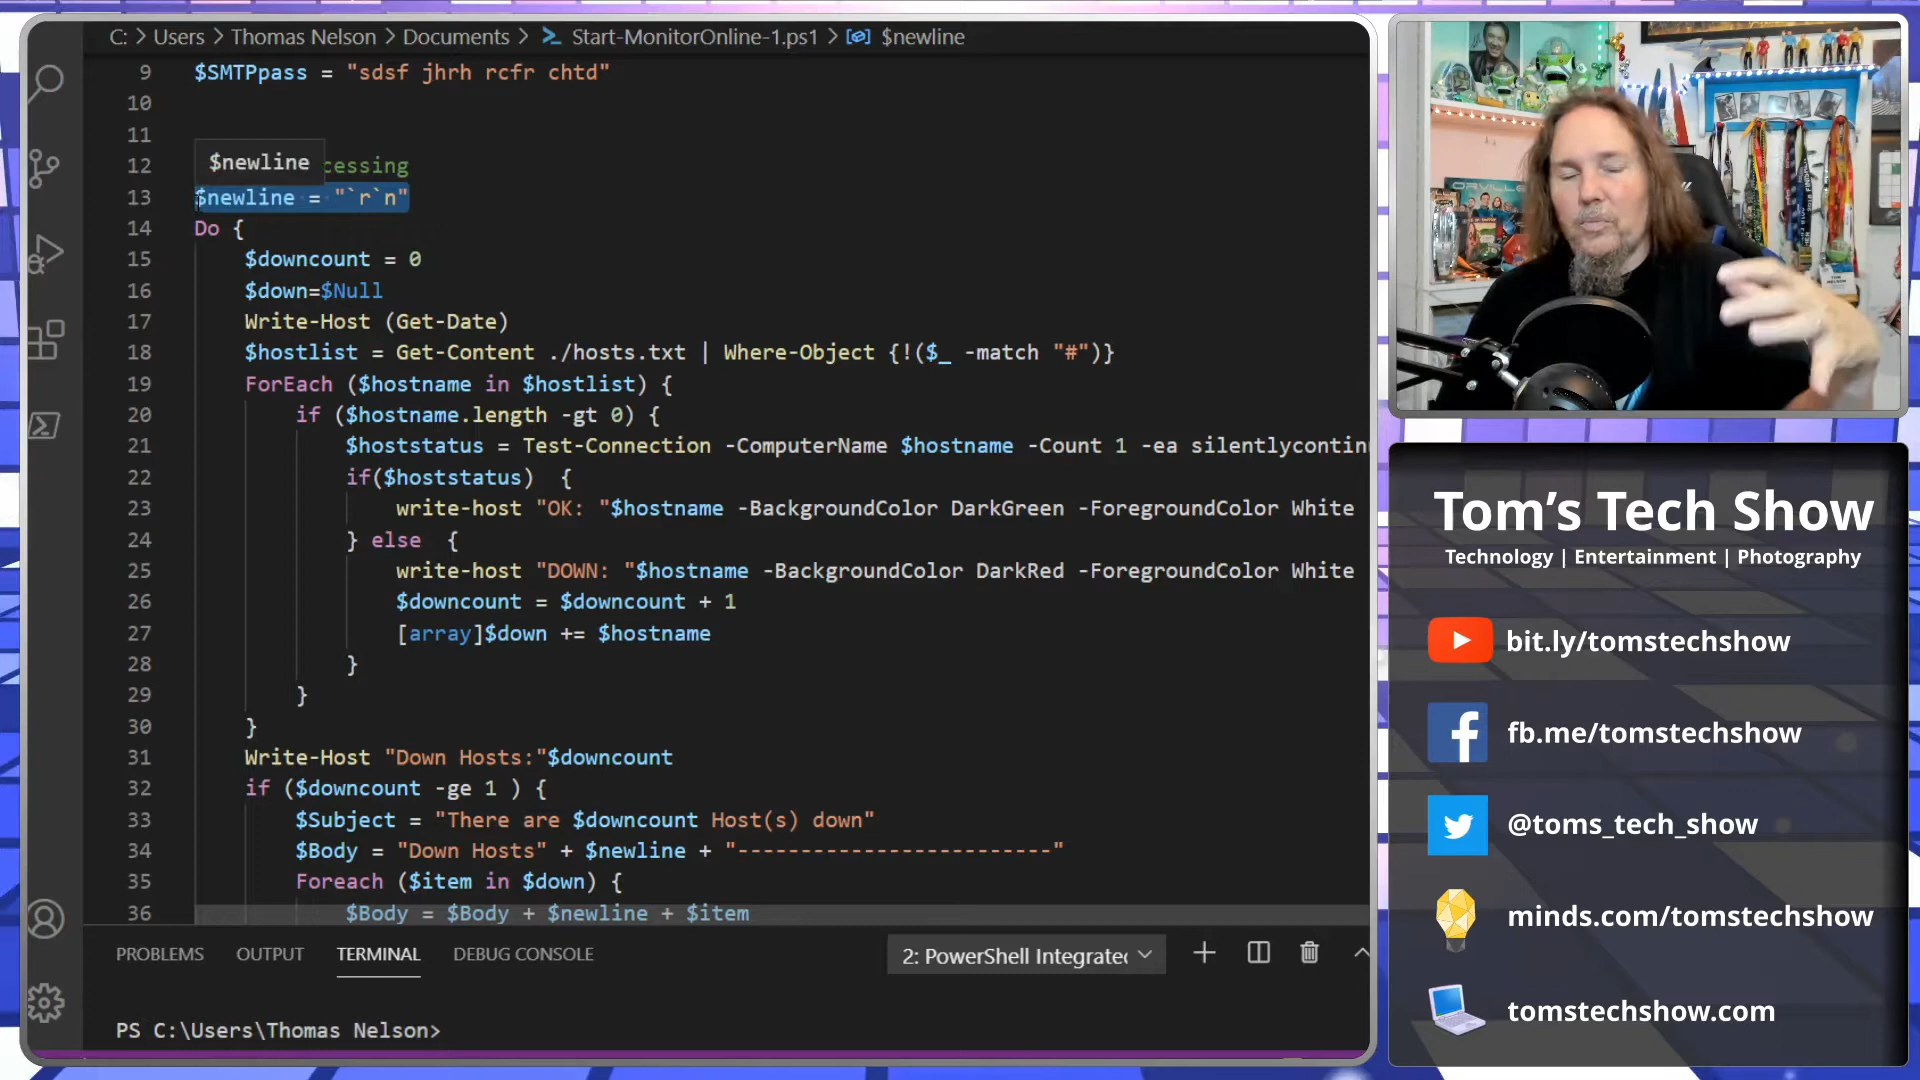 C: > Users > Thomas Nelson > Documents > Start-MonitorOnline-1.ps1 > $newline
9 $SMTPpass = "sdsf jhrh rcfr chtd"
10
11
$newline
12 cessing
13 $newline = "`r`n"
14 Do {
15 $downcount = 0
16 $down=$Null
17 Write-Host (Get-Date)
18 $hostlist = Get-Content ./hosts.txt | Where-Object {!($_ -match "#")}
19 ForEach ($hostname in $hostlist) {
20 if ($hostname.length -gt 0) {
21 $hoststatus = Test-Connection -ComputerName $hostname -Count 1 -ea silentlycontin
22 if($hoststatus) {
23 write-host "OK: "$hostname -BackgroundColor DarkGreen -ForegroundColor White
24 } else {
25 write-host "DOWN: "$hostname -BackgroundColor DarkRed -ForegroundColor White
26 $downcount = $downcount + 1
27 [array]$down += $hostname
28 }
29 }
30 }
31 Write-Host "Down Hosts:"$downcount
32 if ($downcount -ge 1 ) {
33 $Subject = "There are $downcount Host(s) down"
34 $Body = "Down Hosts" + $newline + "-------------------------"
35 Foreach ($item in $down) {
36 $Body = $Body + $newline + $item
PROBLEMS OUTPUT TERMINAL DEBUG CONSOLE 2: PowerShell Integrate
PS C:\Users\Thomas Nelson>
ORVILLE
Tom's Tech Show
Technology | Entertainment | Photography
bit.ly/tomstechshow
fb.me/tomstechshow
@toms_tech_show
minds.com/tomstechshow
tomstechshow.com